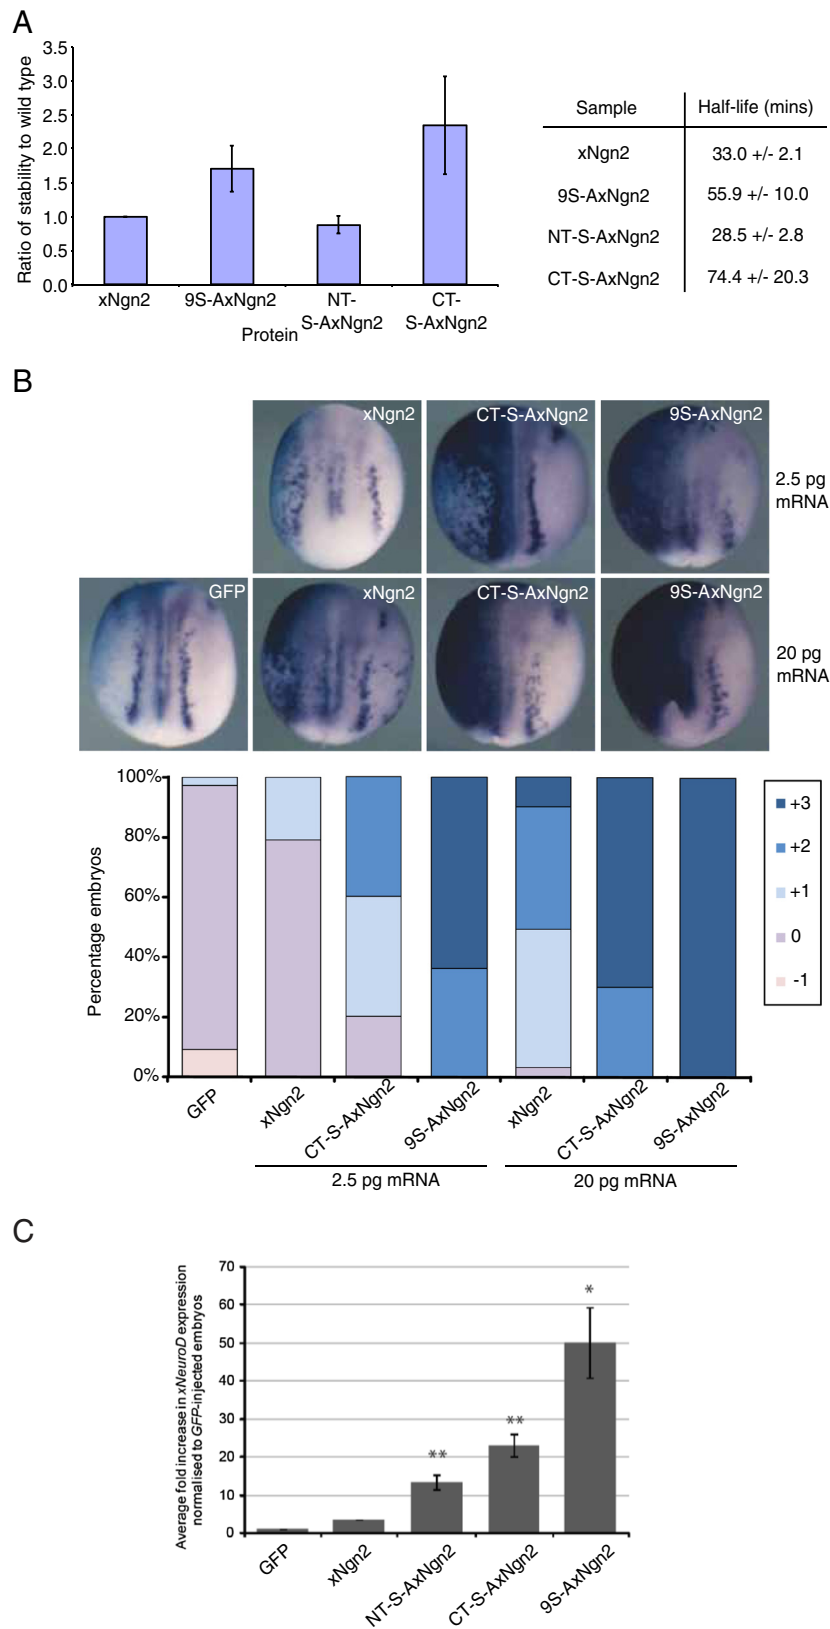 A
Ratio of stability to wild type
3.5
3.0
2.5
2.0
1.5
1.0
0.5
0.0
xNgn2
9S-AxNgn2
NT-
S-AxNgn2
CT-
S-AxNgn2
Protein
Sample Half-life (mins)
xNgn2 33.0 +/- 2.1
9S-AxNgn2 55.9 +/- 10.0
NT-S-AxNgn2 28.5 +/- 2.8
CT-S-AxNgn2 74.4 +/- 20.3
B
xNgn2
CT-S-AxNgn2
9S-AxNgn2
2.5 pg
mRNA
GFP
xNgn2
CT-S-AxNgn2
9S-AxNgn2
20 pg
mRNA
Percentage embryos
100%
80%
60%
40%
20%
0%
GFP
xNgn2
CT-S-AxNgn2
9S-AxNgn2
xNgn2
CT-S-AxNgn2
9S-AxNgn2
2.5 pg mRNA
20 pg mRNA
+3
+2
+1
0
-1
C
Average fold increase in xNeuroD expression
normalised to GFP-injected embryos
70
60
50
40
30
20
10
0
**
**
*
GFP
xNgn2
NT-S-AxNgn2
CT-S-AxNgn2
9S-AxNgn2